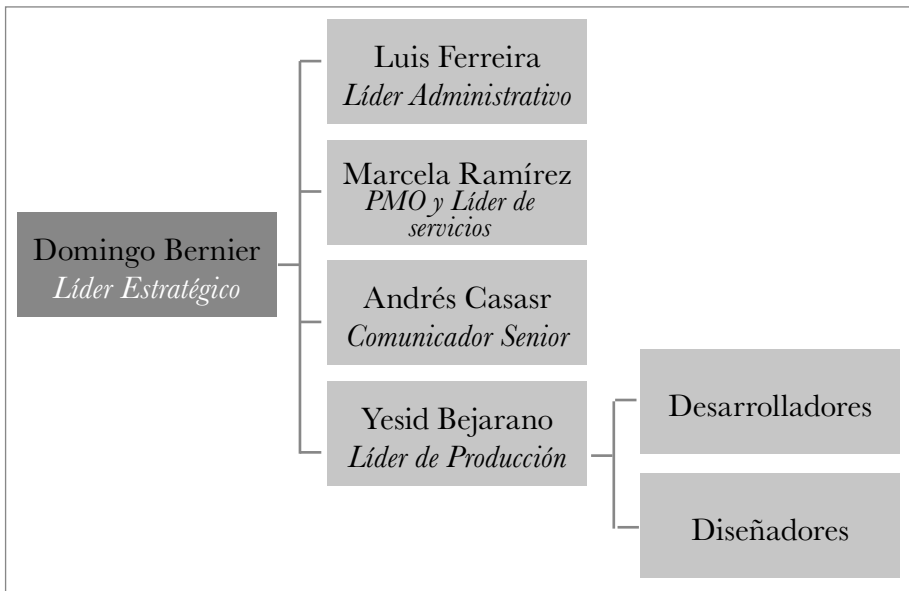 Domingo Bernier
Líder Estratégico
Luis Ferreira
Líder Administrativo
Marcela Ramírez
PMO y Líder de
servicios
Andrés Casasr
Comunicador Senior
Yesid Bejarano
Líder de Producción
Desarrolladores
Diseñadores